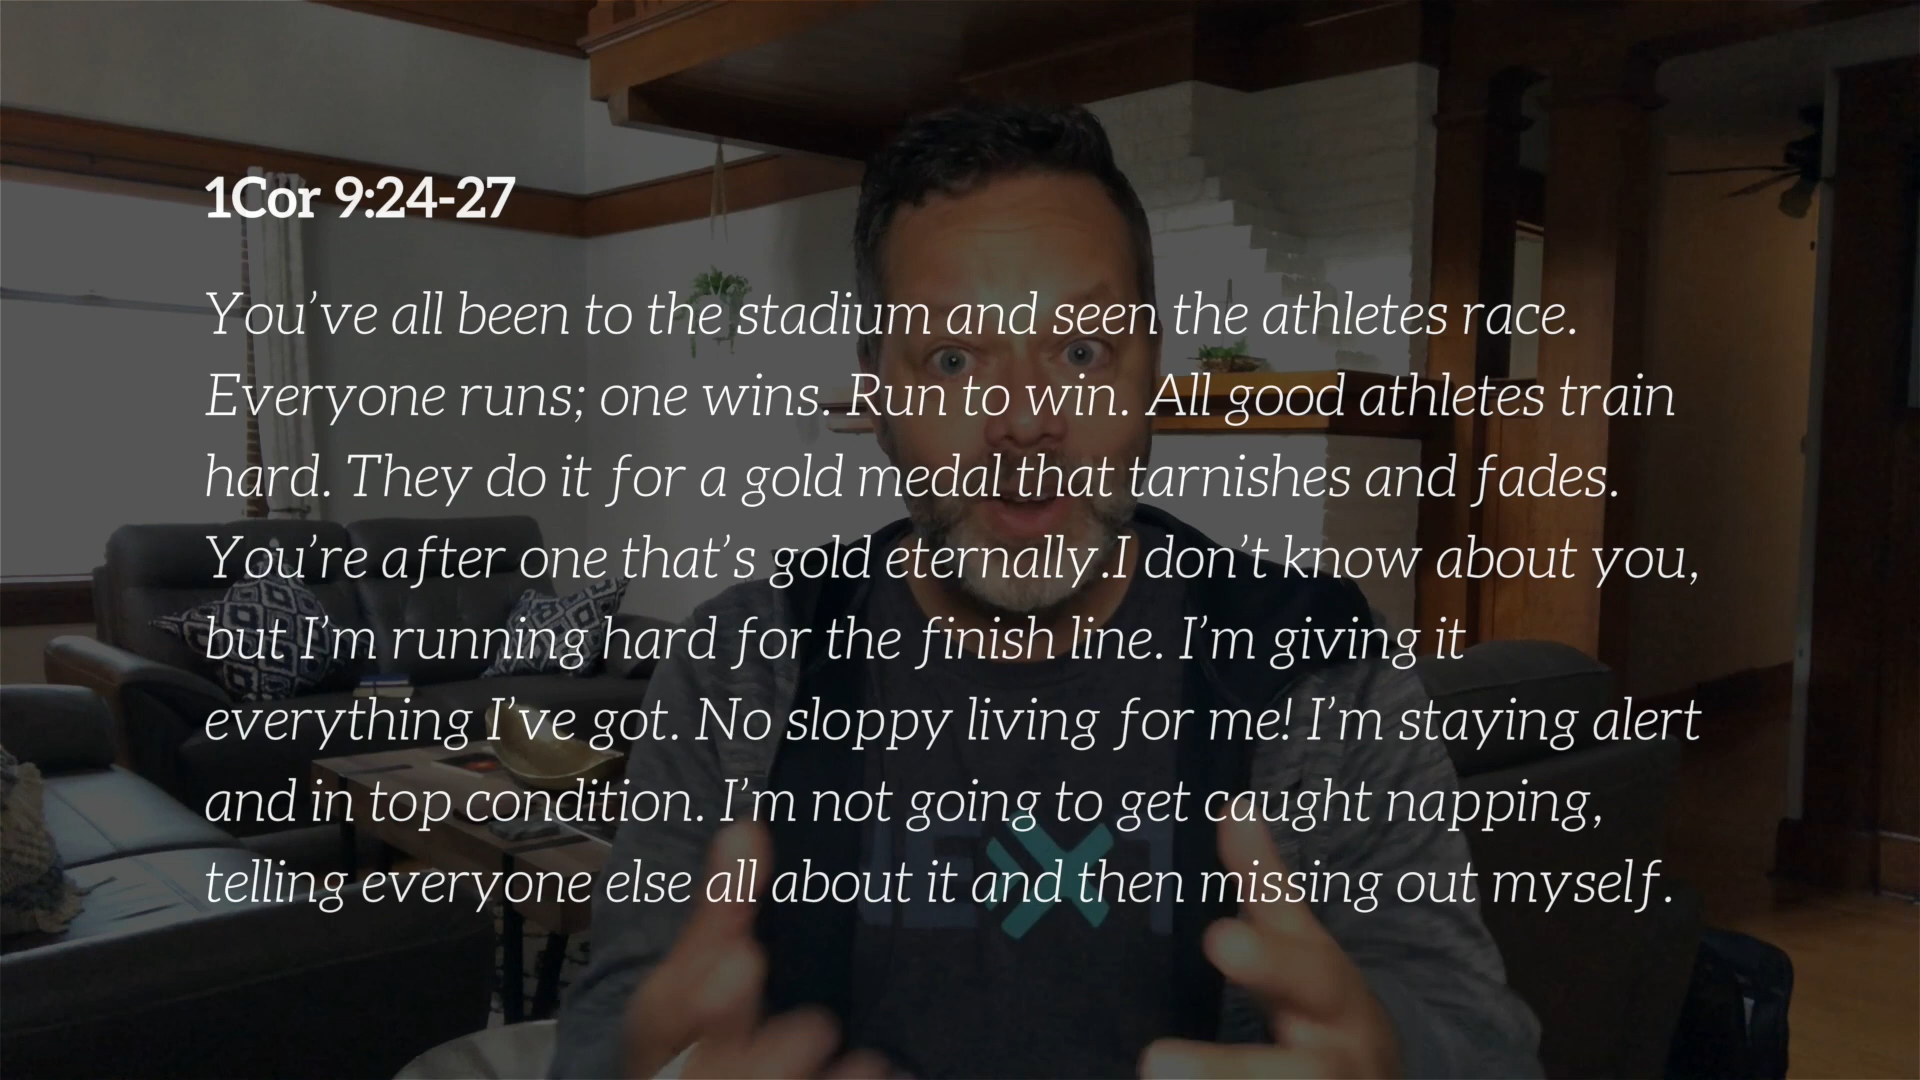 1Cor 9:24-27
You’ve all been to the stadium and seen the athletes race.
Everyone runs; one wins. Run to win. All good athletes train
hard. They do it for a gold medal that tarnishes and fades.
You’re after one that’s gold eternally.I don’t know about you,
but I’m running hard for the finish line. I’m giving it
everything I’ve got. No sloppy living for me! I’m staying alert
and in top condition. I’m not going to get caught napping,
telling everyone else all about it and then missing out myself.